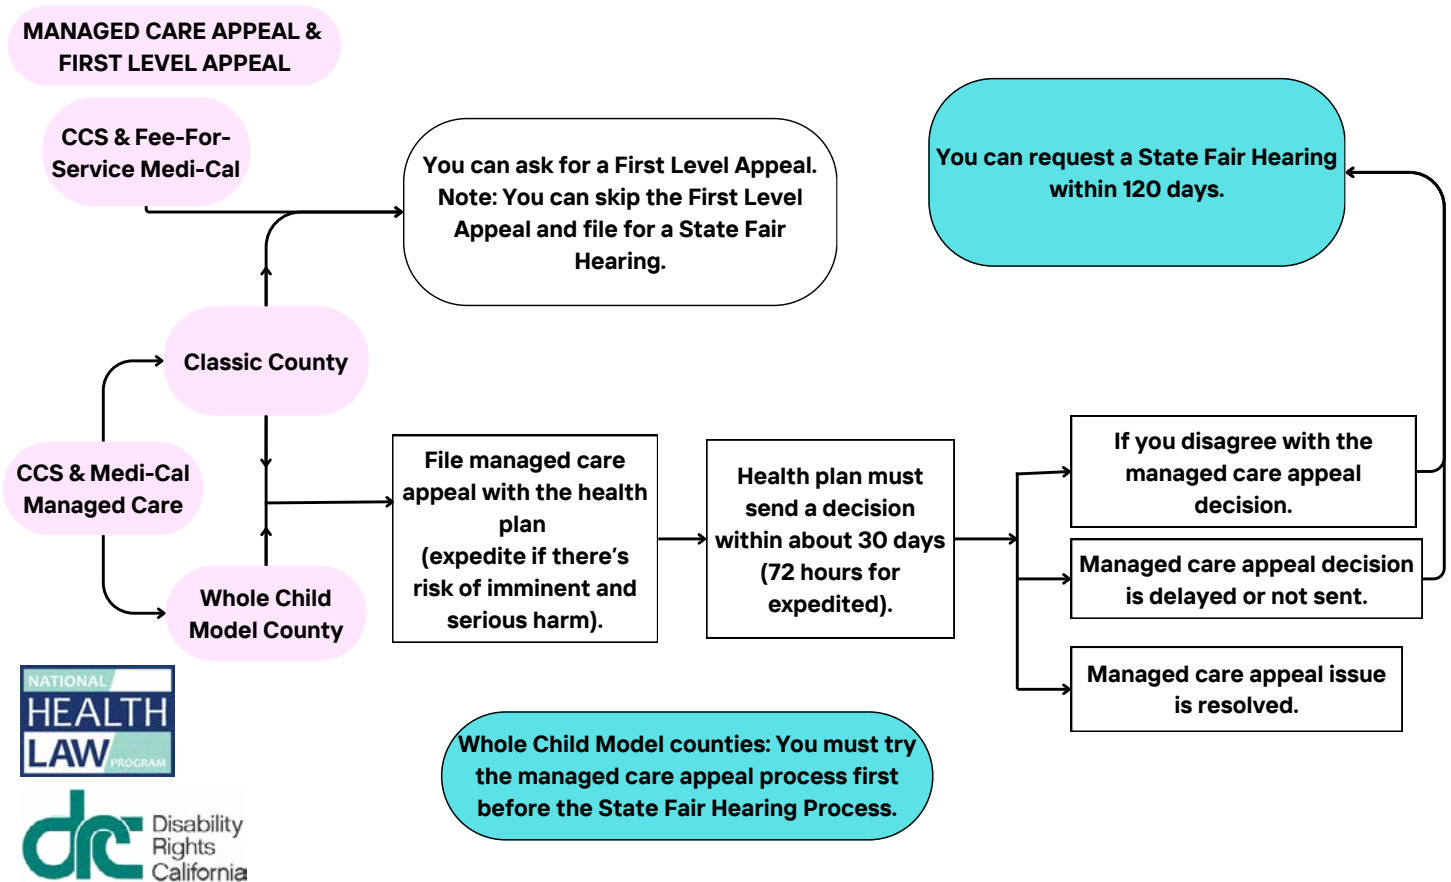 MANAGED CARE APPEAL &
FIRST LEVEL APPEAL
CCS & Fee-For-
Service Medi-Cal
You can ask for a First Level Appeal.
Note: You can skip the First Level
Appeal and file for a State Fair
Hearing.
You can request a State Fair Hearing
within 120 days.
Classic County
CCS & Medi-Cal
Managed Care
Whole Child
Model County
File managed care
appeal with the health
plan
(expedite if there's
risk of imminent and
serious harm).
Health plan must
send a decision
within about 30 days
(72 hours for
expedited).
If you disagree with the
managed care appeal
decision.
Managed care appeal decision
is delayed or not sent.
Managed care appeal issue
is resolved.
Whole Child Model counties: You must try
the managed care appeal process first
before the State Fair Hearing Process.
NATIONAL
HEALTH
LAW PROGRAM
drc
Disability
Rights
California